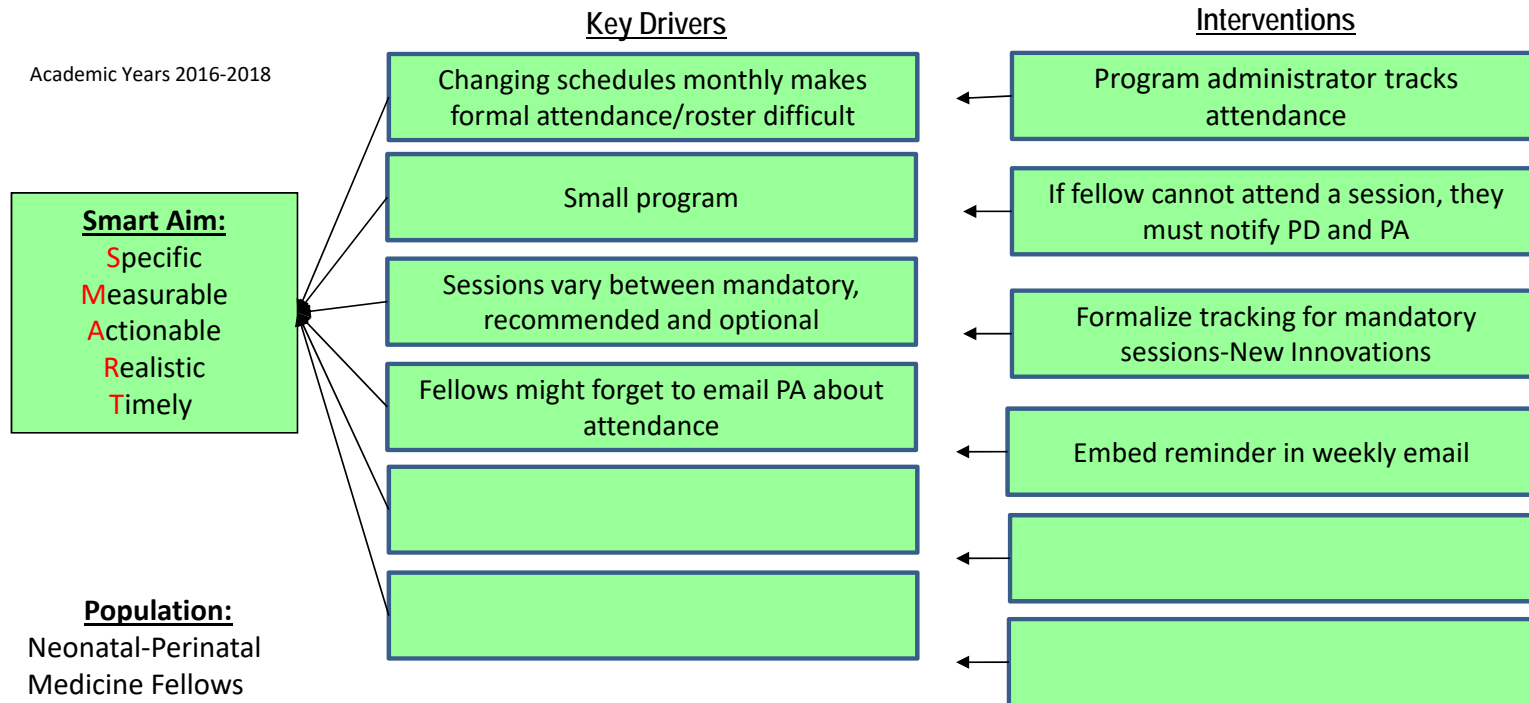 Key Drivers
Interventions
Academic Years 2016-2018
Smart Aim:
Specific
Measurable
Actionable
Realistic
Timely
Population:
Neonatal-Perinatal
Medicine Fellows
Changing schedules monthly makes
formal attendance/roster difficult
Small program
Sessions vary between mandatory,
recommended and optional
Fellows might forget to email PA about
attendance
Program administrator tracks
attendance
If fellow cannot attend a session, they
must notify PD and PA
Formalize tracking for mandatory
sessions-New Innovations
Embed reminder in weekly email